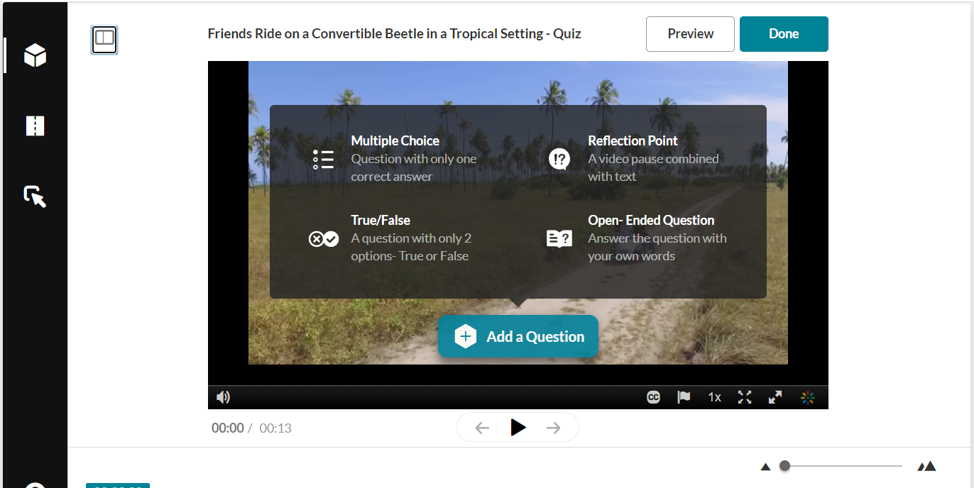 Friends Ride on a Convertible Beetle in a Tropical Setting - Quiz
Preview
Done
Multiple Choice
Question with only one
correct answer
Reflection Point
A video pause combined
with text
True/False
A question with only 2
options- True or False
Open- Ended Question
Answer the question with
your own words
Add a Question
CC
1x
00:00 / 00:13